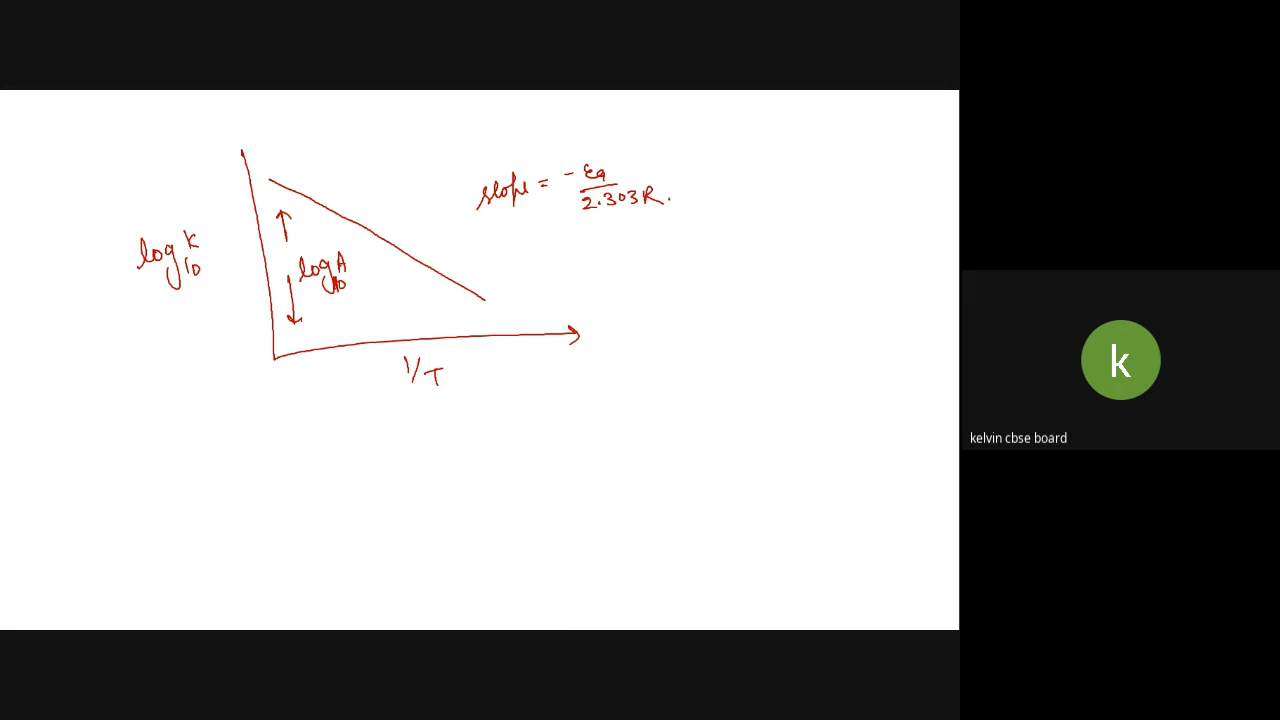 slope = - Ea / 2.303R.
log₁₀ K
log₁₀ A
1/T
k
kelvin cbse board